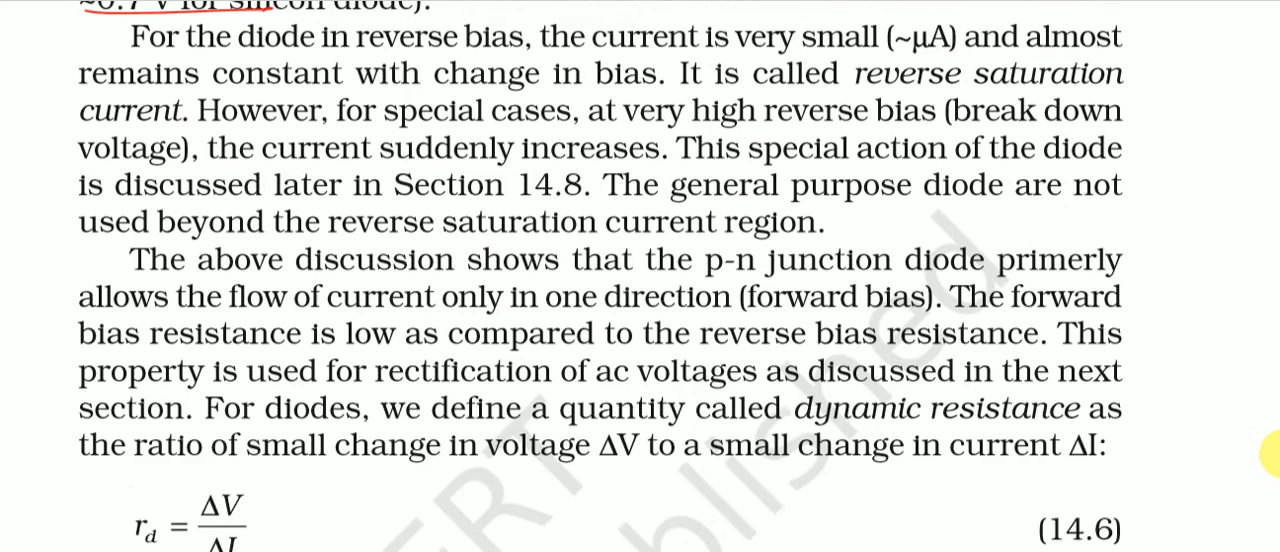 ~0.7 V for silicon diode).
For the diode in reverse bias, the current is very small (~µA) and almost
remains constant with change in bias. It is called reverse saturation
current. However, for special cases, at very high reverse bias (break down
voltage), the current suddenly increases. This special action of the diode
is discussed later in Section 14.8. The general purpose diode are not
used beyond the reverse saturation current region.
The above discussion shows that the p-n junction diode primerly
allows the flow of current only in one direction (forward bias). The forward
bias resistance is low as compared to the reverse bias resistance. This
property is used for rectification of ac voltages as discussed in the next
section. For diodes, we define a quantity called dynamic resistance as
the ratio of small change in voltage ΔV to a small change in current ΔI:
r_d = ΔV / ΔI (14.6)